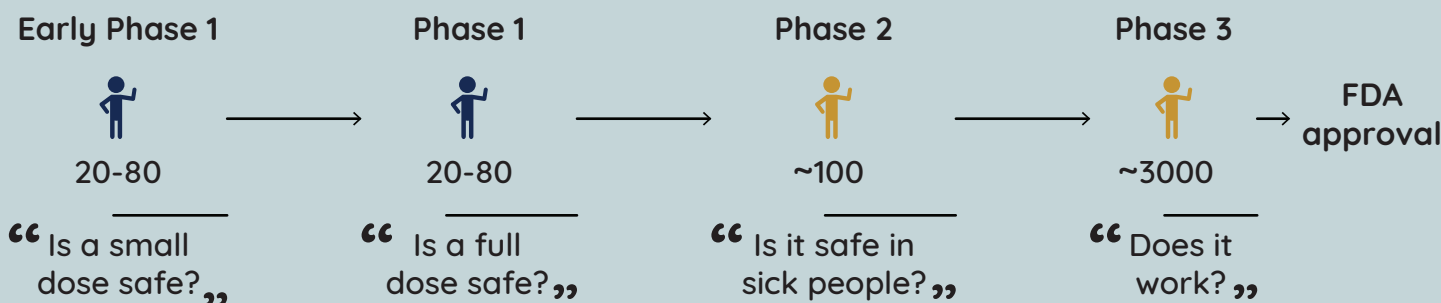 Early Phase 1
Phase 1
Phase 2
Phase 3
FDA
approval
20-80
20-80
~100
~3000
“ Is a small
dose safe? ”
“ Is a full
dose safe? ”
“ Is it safe in
sick people? ”
“ Does it
work? ”